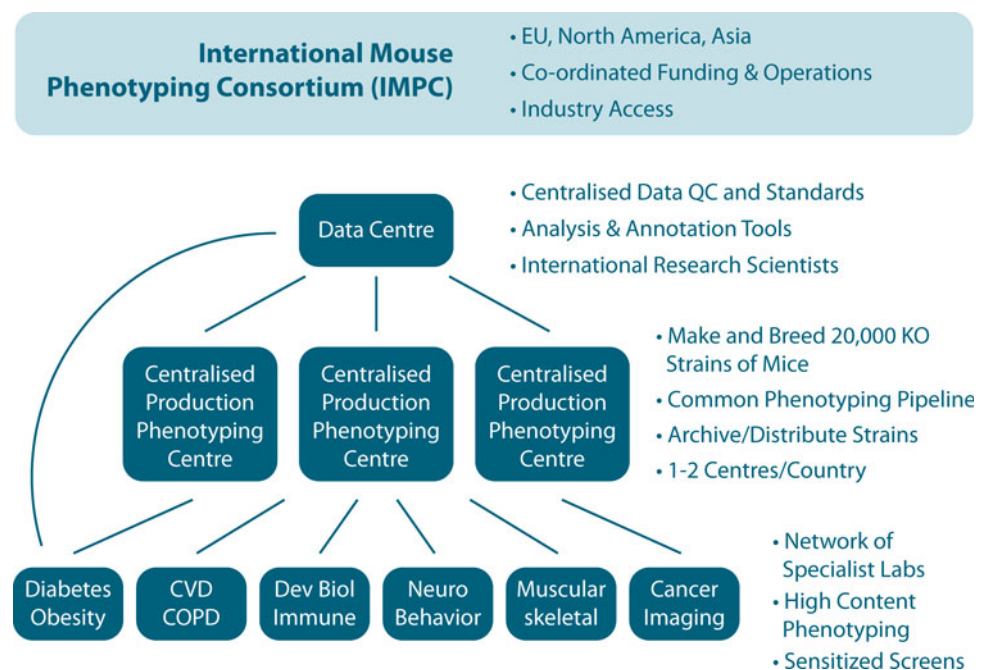 International Mouse
Phenotyping Consortium (IMPC)
• EU, North America, Asia
• Co-ordinated Funding & Operations
• Industry Access
Data Centre
• Centralised Data QC and Standards
• Analysis & Annotation Tools
• International Research Scientists
Centralised
Production
Phenotyping
Centre
Centralised
Production
Phenotyping
Centre
Centralised
Production
Phenotyping
Centre
• Make and Breed 20,000 KO
Strains of Mice
• Common Phenotyping Pipeline
• Archive/Distribute Strains
• 1-2 Centres/Country
Diabetes
Obesity
CVD
COPD
Dev Biol
Immune
Neuro
Behavior
Muscular
skeletal
Cancer
Imaging
• Network of
Specialist Labs
• High Content
Phenotyping
• Sensitized Screens